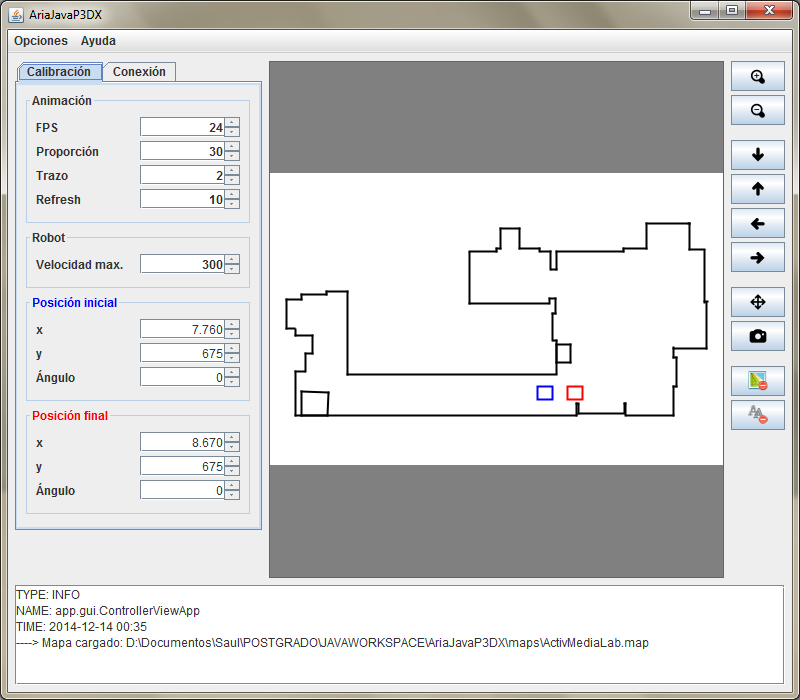 AriaJavaP3DX
Opciones Ayuda
Calibración Conexión
Animación
FPS 24
Proporción 30
Trazo 2
Refresh 10
Robot
Velocidad max. 300
Posición inicial
x 7.760
y 675
Ángulo 0
Posición final
x 8.670
y 675
Ángulo 0
TYPE: INFO
NAME: app.gui.ControllerViewApp
TIME: 2014-12-14 00:35
----> Mapa cargado: D:\Documentos\Saul\POSTGRADO\JAVAWORKSPACE\AriaJavaP3DX\maps\ActivMediaLab.map